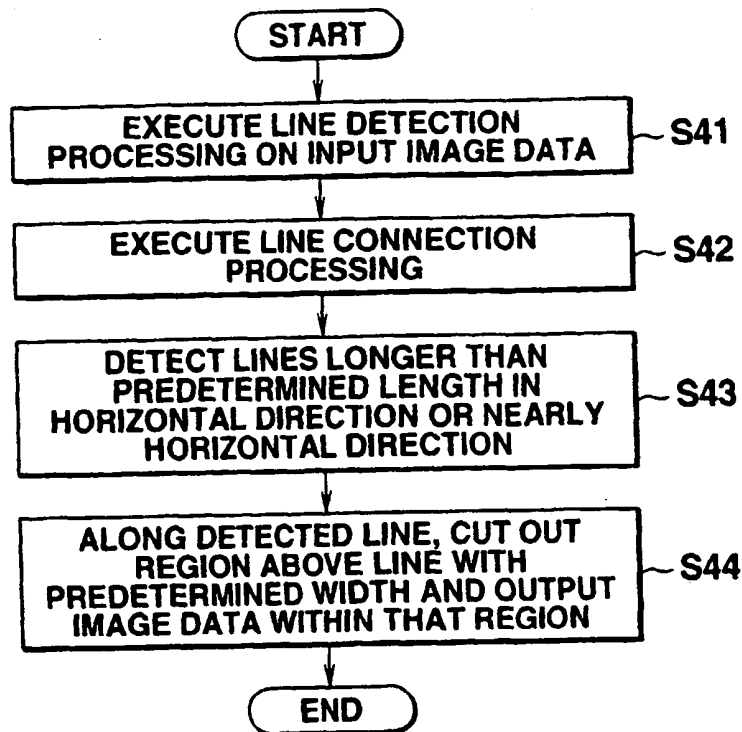 START
EXECUTE LINE DETECTION
PROCESSING ON INPUT IMAGE DATA
S41
EXECUTE LINE CONNECTION
PROCESSING
S42
DETECT LINES LONGER THAN
PREDETERMINED LENGTH IN
HORIZONTAL DIRECTION OR NEARLY
HORIZONTAL DIRECTION
S43
ALONG DETECTED LINE, CUT OUT
REGION ABOVE LINE WITH
PREDETERMINED WIDTH AND OUTPUT
IMAGE DATA WITHIN THAT REGION
S44
END